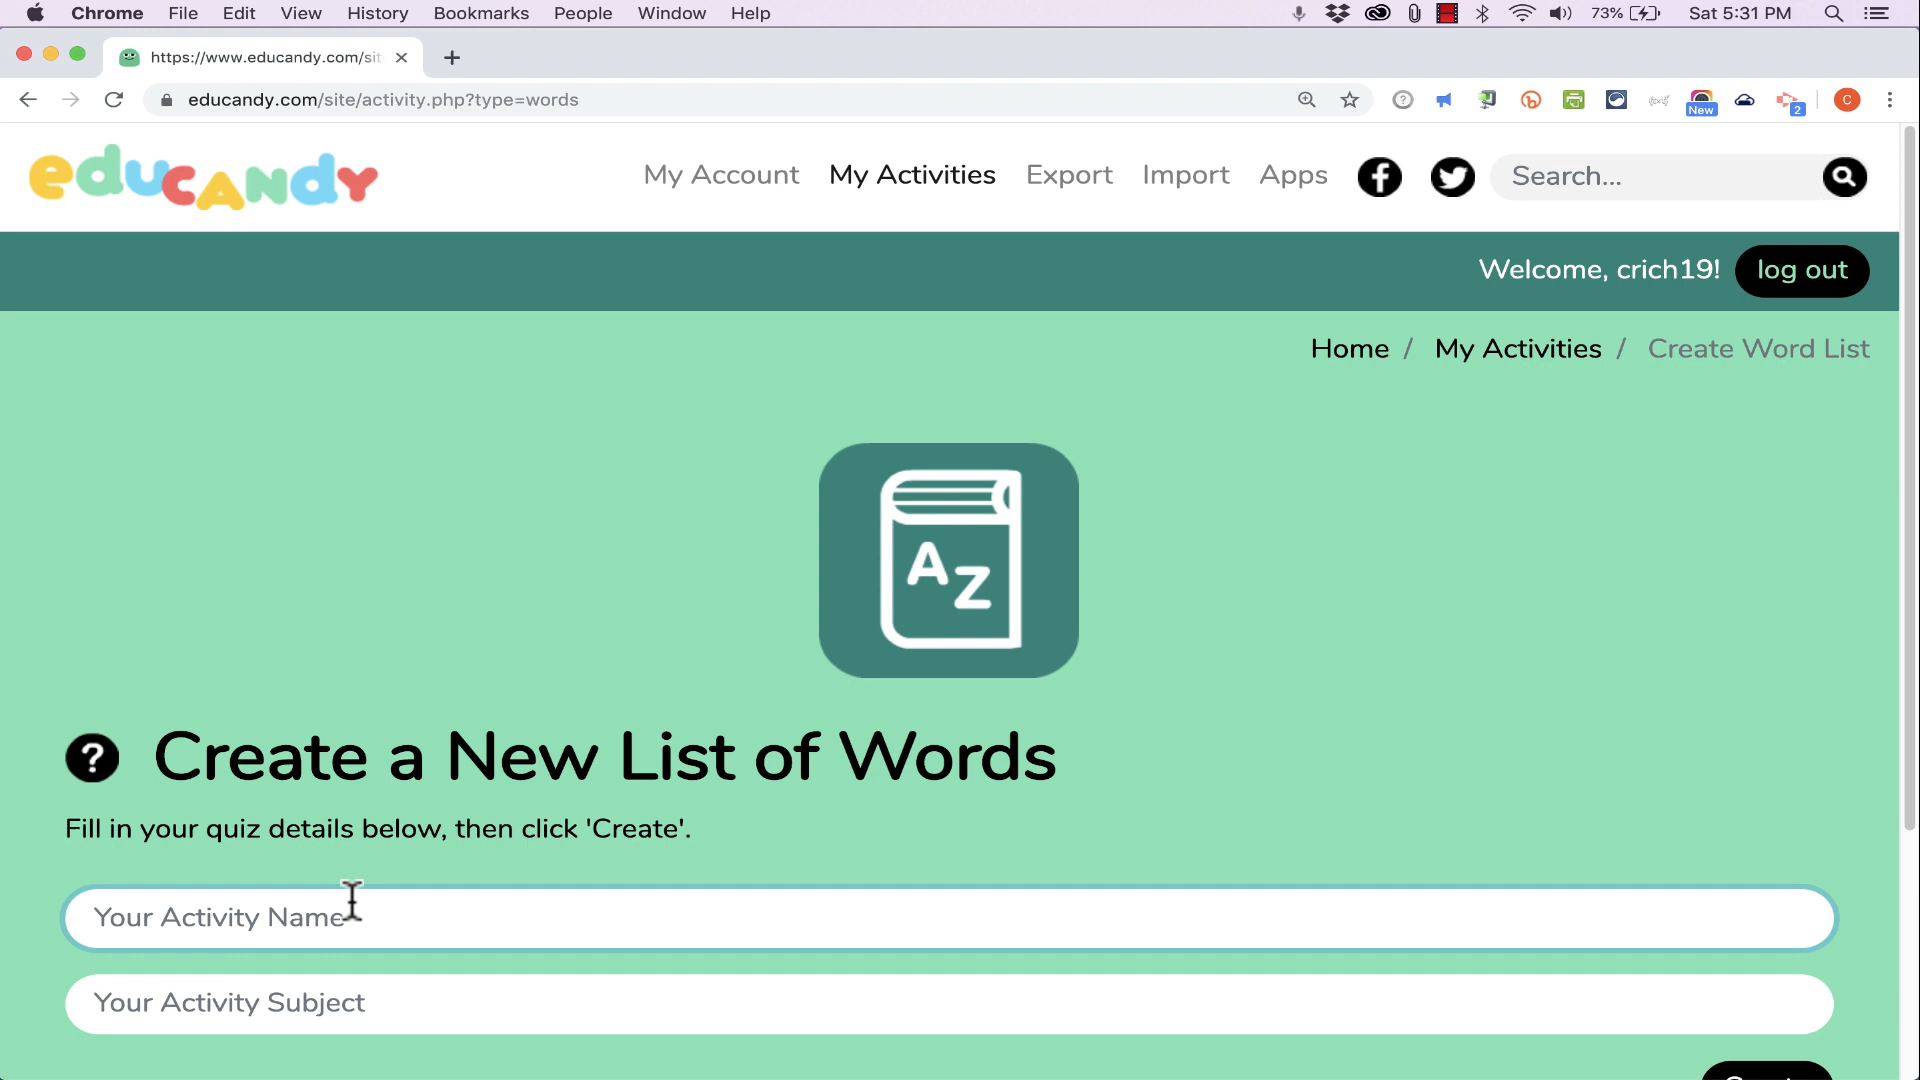 Chrome File Edit View History Bookmarks People Window Help 73% Sat 5:31 PM
https://www.educandy.com/sit
educandy.com/site/activity.php?type=words New 2 C
educandy My Account My Activities Export Import Apps Search...
Welcome, crich19! log out
Home / My Activities / Create Word List
A Z
? Create a New List of Words
Fill in your quiz details below, then click 'Create'.
Your Activity Name
Your Activity Subject